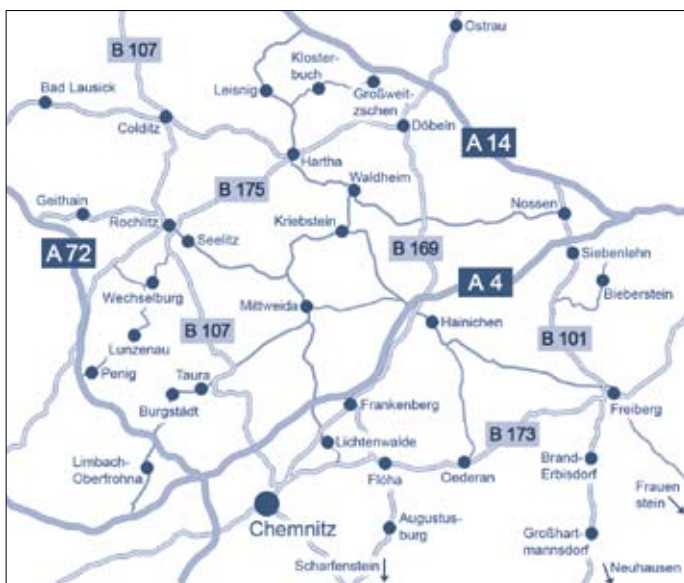 Ostrau
B 107
Kloster-
buch
Leisnig
Großweit-
zschen
Bad Lausick
Colditz
Döbeln
A 14
Hartha
Waldheim
B 175
Geithain
Nossen
Rochlitz
Kriebstein
Seelitz
B 169
Siebenlehn
A 72
A 4
Bieberstein
Wechselburg
Mittweida
Hainichen
B 107
B 101
Lunzenau
Penig
Taura
Burgstädt
Frankenberg
Freiberg
B 173
Lichtenwalde
Limbach-
Oberfrohna
Flöha
Oederan
Brand-
Erbisdorf
Frauen
stein
Chemnitz
Augustus-
burg
Großhart-
mannsdorf
Scharfenstein
Neuhausen